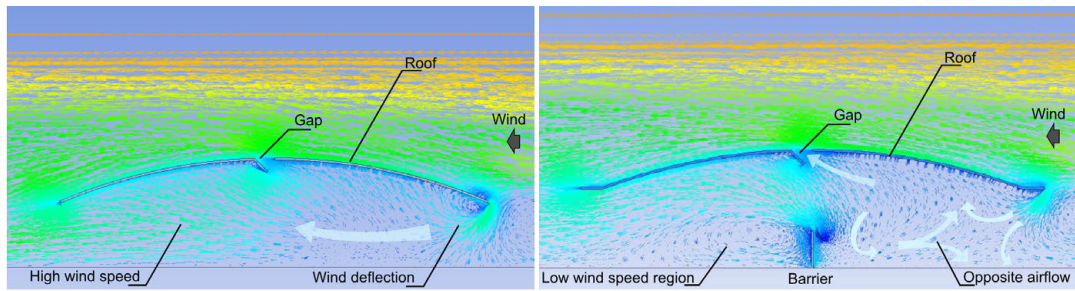 Roof
Gap
Wind
High wind speed
Wind deflection
Roof
Gap
Wind
Low wind speed region
Barrier
Opposite airflow